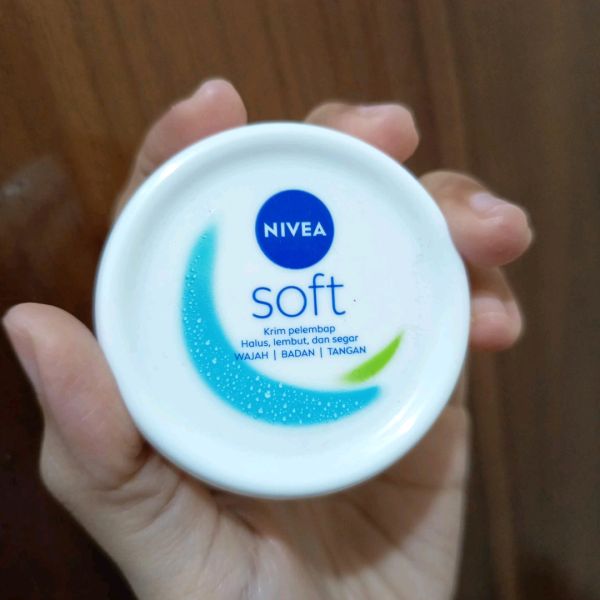 NIVEA
soft
Krim pelembap
Halus, lembut, dan segar
WAJAH | BADAN | TANGAN